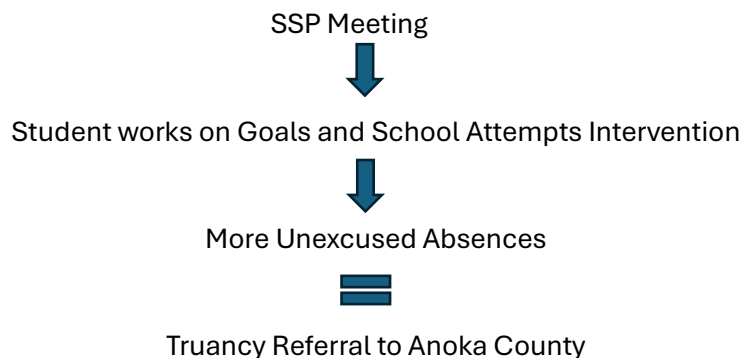 SSP Meeting
Student works on Goals and School Attempts Intervention
More Unexcused Absences
Truancy Referral to Anoka County